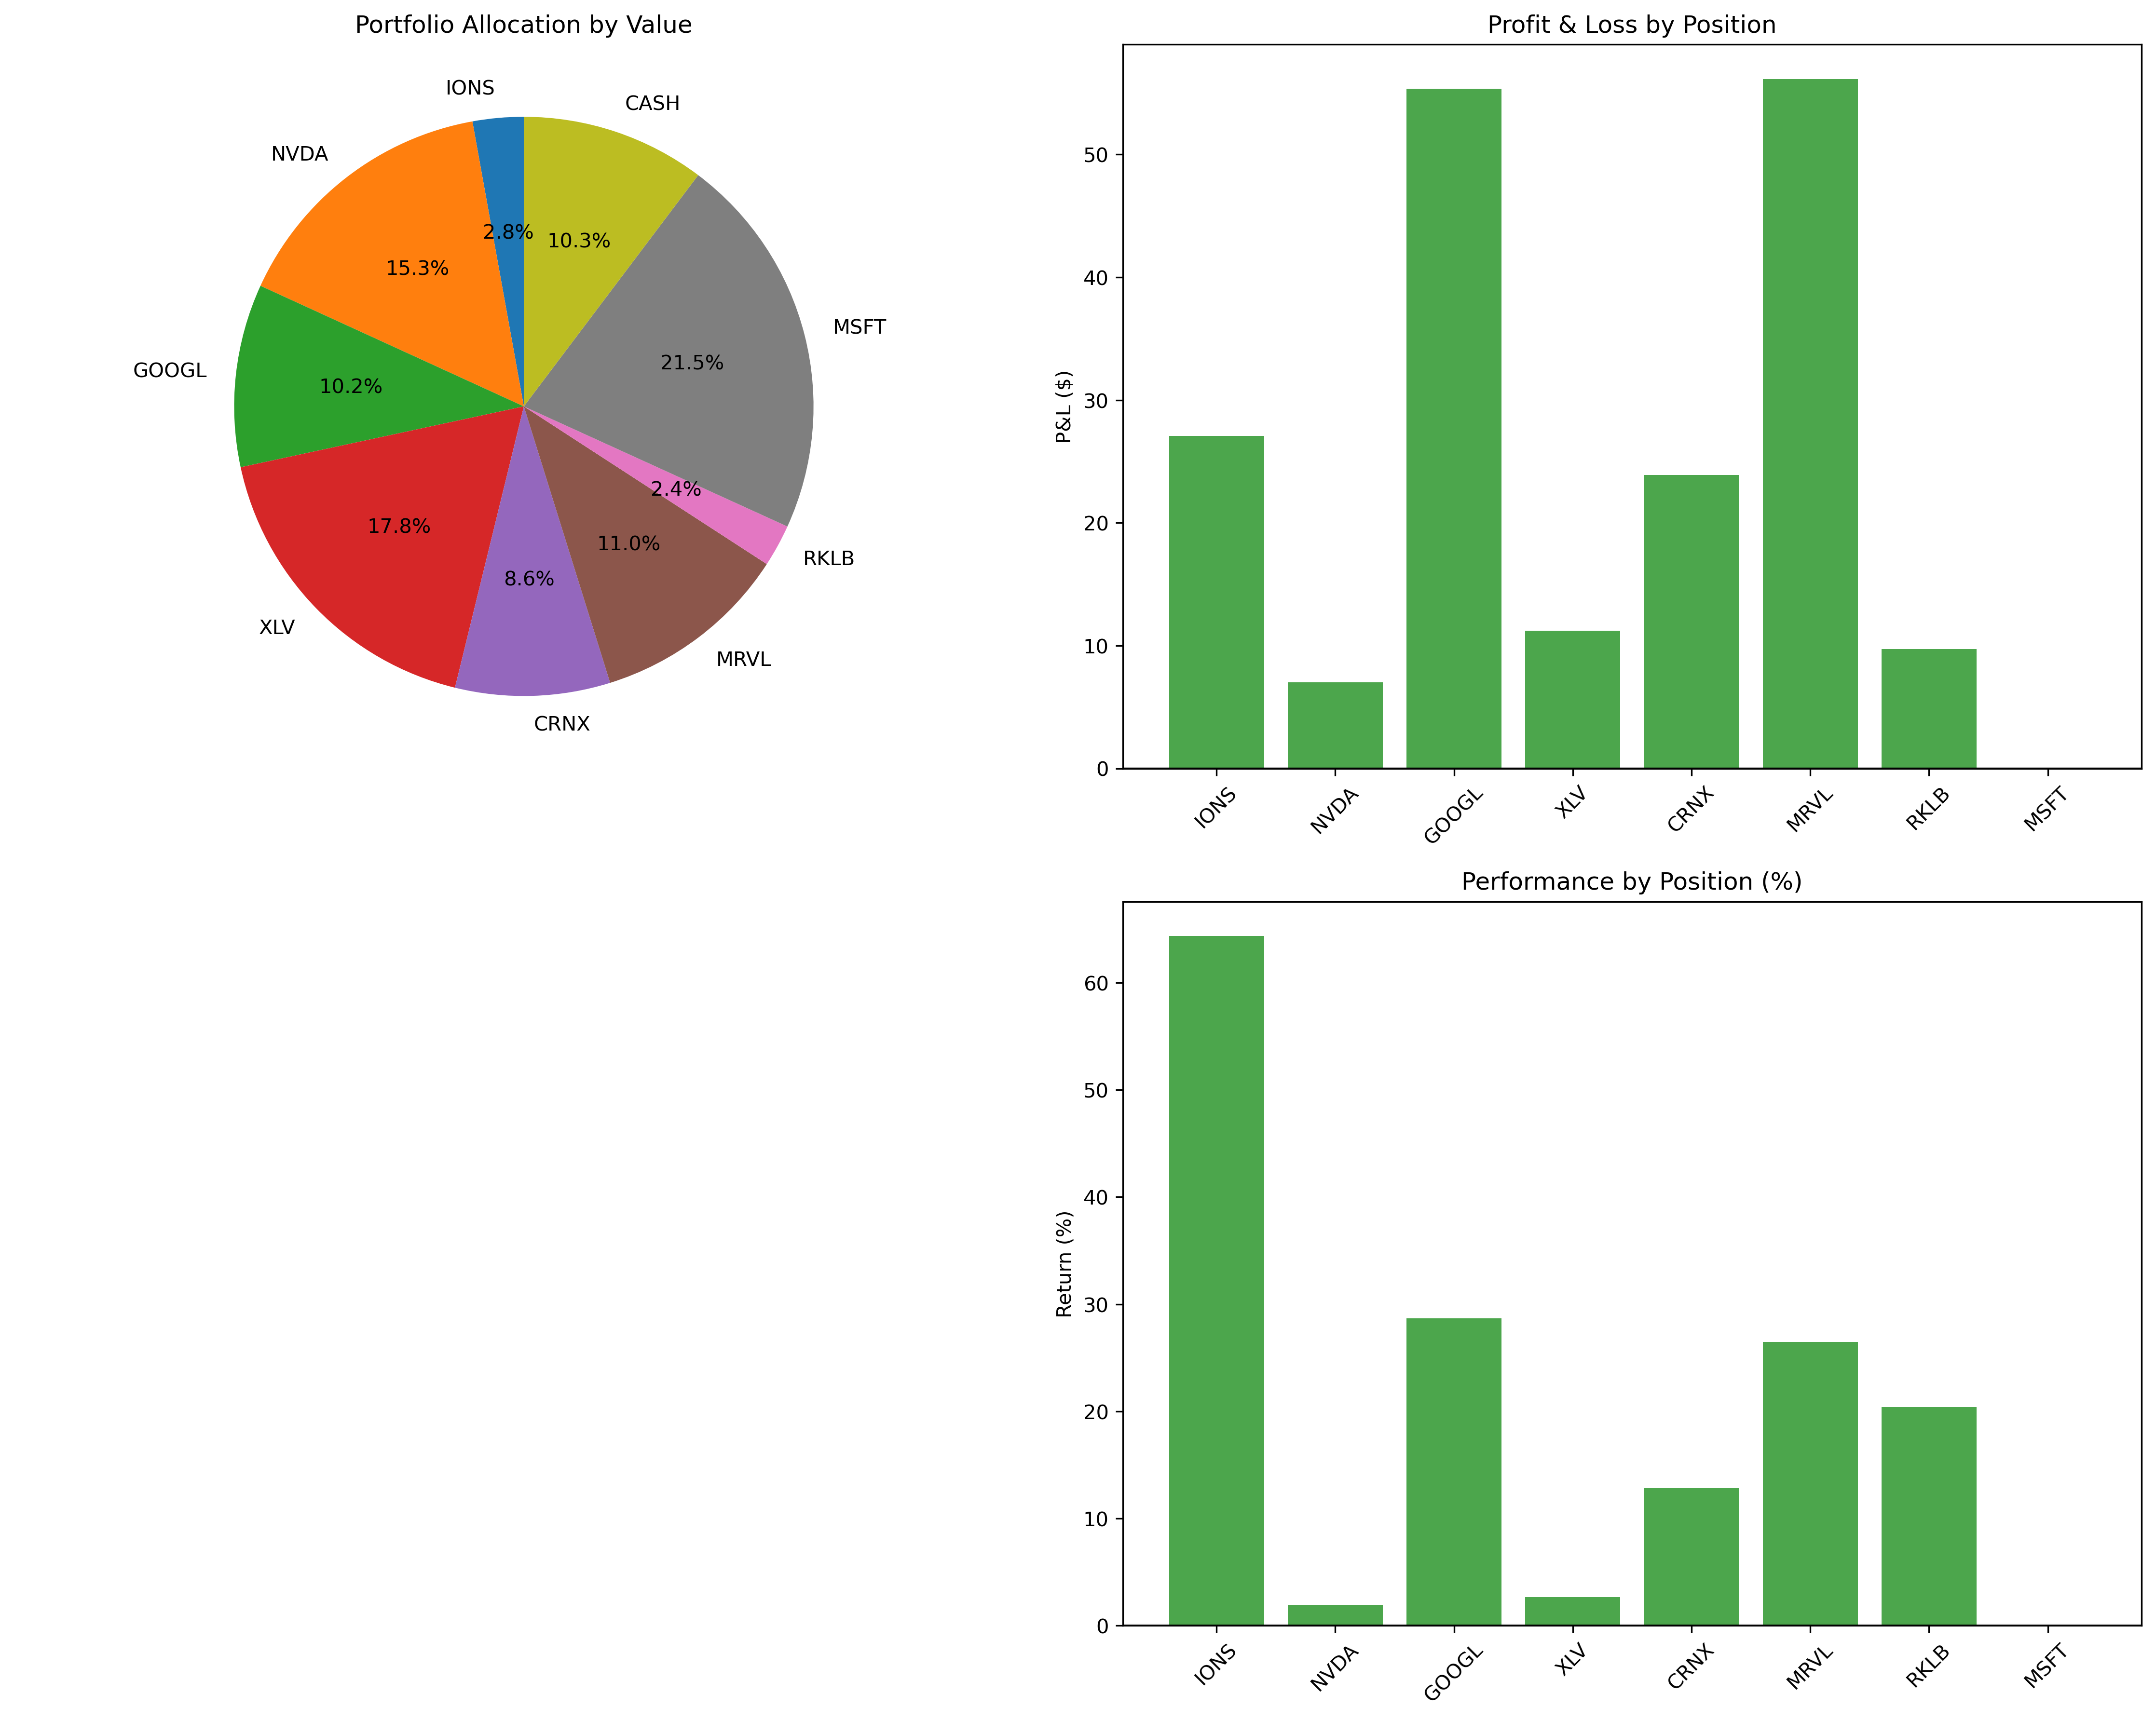 Portfolio Allocation by Value
IONS
CASH
NVDA
MSFT
GOOGL
XLV
CRNX
MRVL
RKLB
2.8%
10.3%
15.3%
21.5%
10.2%
17.8%
8.6%
11.0%
2.4%
Profit & Loss by Position
P&L ($)
50
40
30
20
10
0
IONS
NVDA
GOOGL
XLV
CRNX
MRVL
RKLB
MSFT
Performance by Position (%)
Return (%)
60
50
40
30
20
10
0
IONS
NVDA
GOOGL
XLV
CRNX
MRVL
RKLB
MSFT